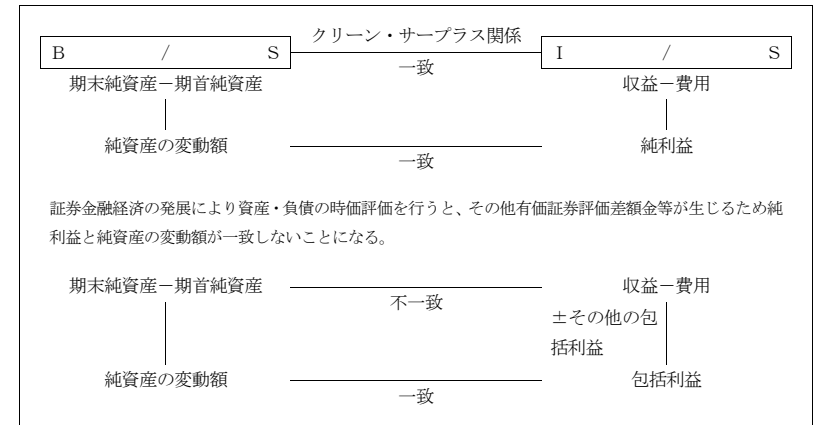 クリーン・サープラス関係
B / S
一致
I / S
期末純資産－期首純資産
収益－費用
純資産の変動額
一致
純利益
証券金融経済の発展により資産・負債の時価評価を行うと、その他有価証券評価差額金等が生じるため純
利益と純資産の変動額が一致しないことになる。
期末純資産－期首純資産
不一致
収益－費用
±その他の包
括利益
純資産の変動額
一致
包括利益